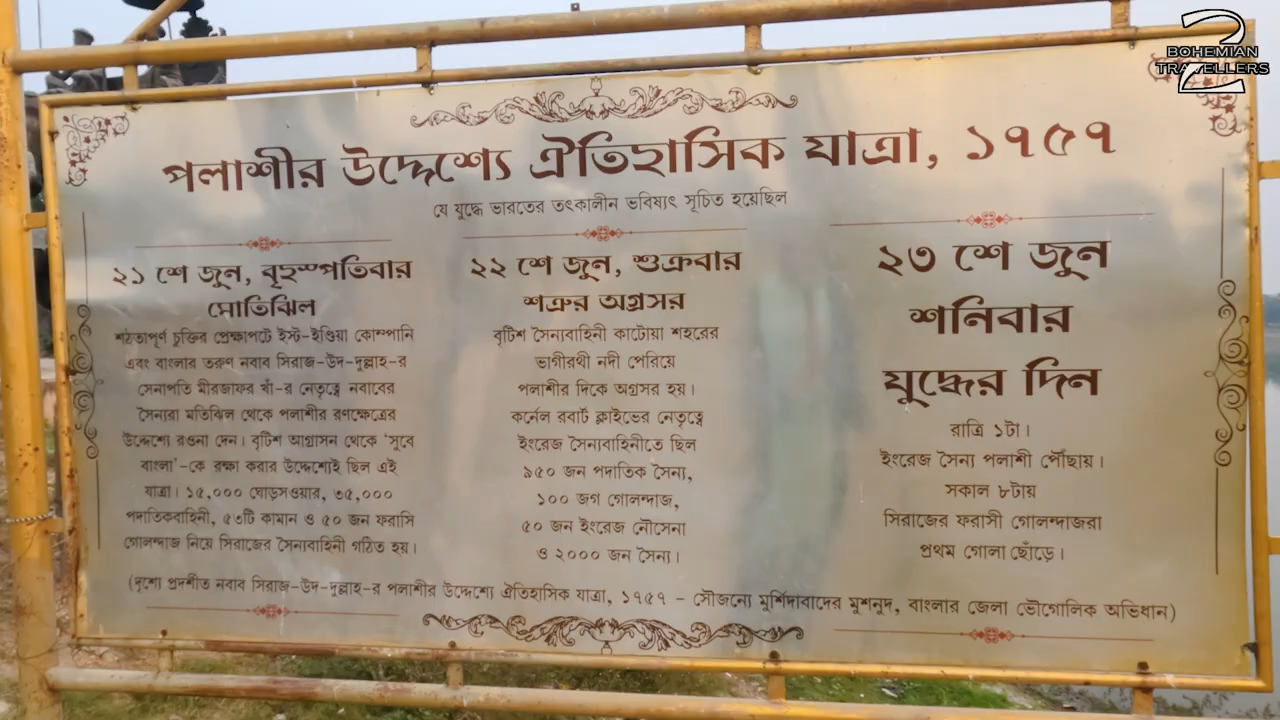 পলাশীর উদ্দেশ্যে ঐতিহাসিক যাত্রা, ১৭৫৭
যে যুদ্ধে ভারতের তৎকালীন ভবিষ্যৎ সূচিত হয়েছিল
২১ শে জুন, বৃহস্পতিবার
মোতিঝিল
শঠতাপূর্ণ চুক্তির প্রেক্ষাপটে ইস্ট-ইণ্ডিয়া কোম্পানি
এবং বাংলার তরুণ নবাব সিরাজ-উদ-দুল্লাহ-র
সেনাপতি মীরজাফর খাঁ-র নেতৃত্বে নবাবের
সৈন্যরা মতিঝিল থেকে পলাশীর রণক্ষেত্রের
উদ্দেশ্যে রওনা দেন। বৃটিশ আগ্রাসন থেকে ‘সুবে
বাংলা’-কে রক্ষা করার উদ্দেশ্যেই ছিল এই
যাত্রা। ১৫,০০০ ঘোড়সওয়ার, ৩৫,০০০
পদাতিকবাহিনী, ৫৩টি কামান ও ৫০ জন ফরাসি
গোলন্দাজ নিয়ে সিরাজের সৈন্যবাহিনী গঠিত হয়।
২২ শে জুন, শুক্রবার
শত্রুর অগ্রসর
বৃটিশ সৈন্যবাহিনী কাটোয়া শহরের
ভাগীরথী নদী পেরিয়ে
পলাশীর দিকে অগ্রসর হয়।
কর্নেল রবার্ট ক্লাইভের নেতৃত্বে
ইংরেজ সৈন্যবাহিনীতে ছিল
৯৫০ জন পদাতিক সৈন্য,
১০০ জগ গোলন্দাজ,
৫০ জন ইংরেজ নৌসেনা
ও ২০০০ জন সৈন্য।
২৩ শে জুন
শনিবার
যুদ্ধের দিন
রাত্রি ১টা।
ইংরেজ সৈন্য পলাশী পৌঁছায়।
সকাল ৮টায়
সিরাজের ফরাসী গোলন্দাজরা
প্রথম গোলা ছোঁড়ে।
(দৃশ্যে প্রদর্শীত নবাব সিরাজ-উদ-দুল্লাহ-র পলাশীর উদ্দেশ্যে ঐতিহাসিক যাত্রা, ১৭৫৭ - সৌজন্যে মুর্শিদাবাদের মুশনুদ, বাংলার জেলা ভৌগোলিক অভিধান)
2
BOHEMIAN
TRAVELLERS